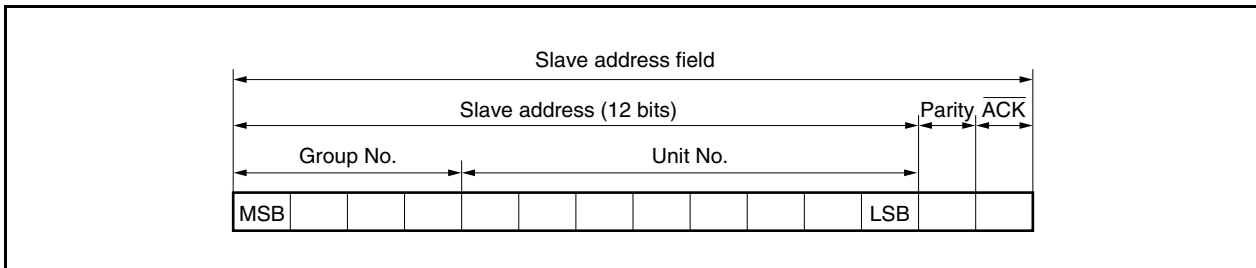 Slave address field
Slave address (12 bits) Parity ACK
Group No. Unit No.
MSB LSB